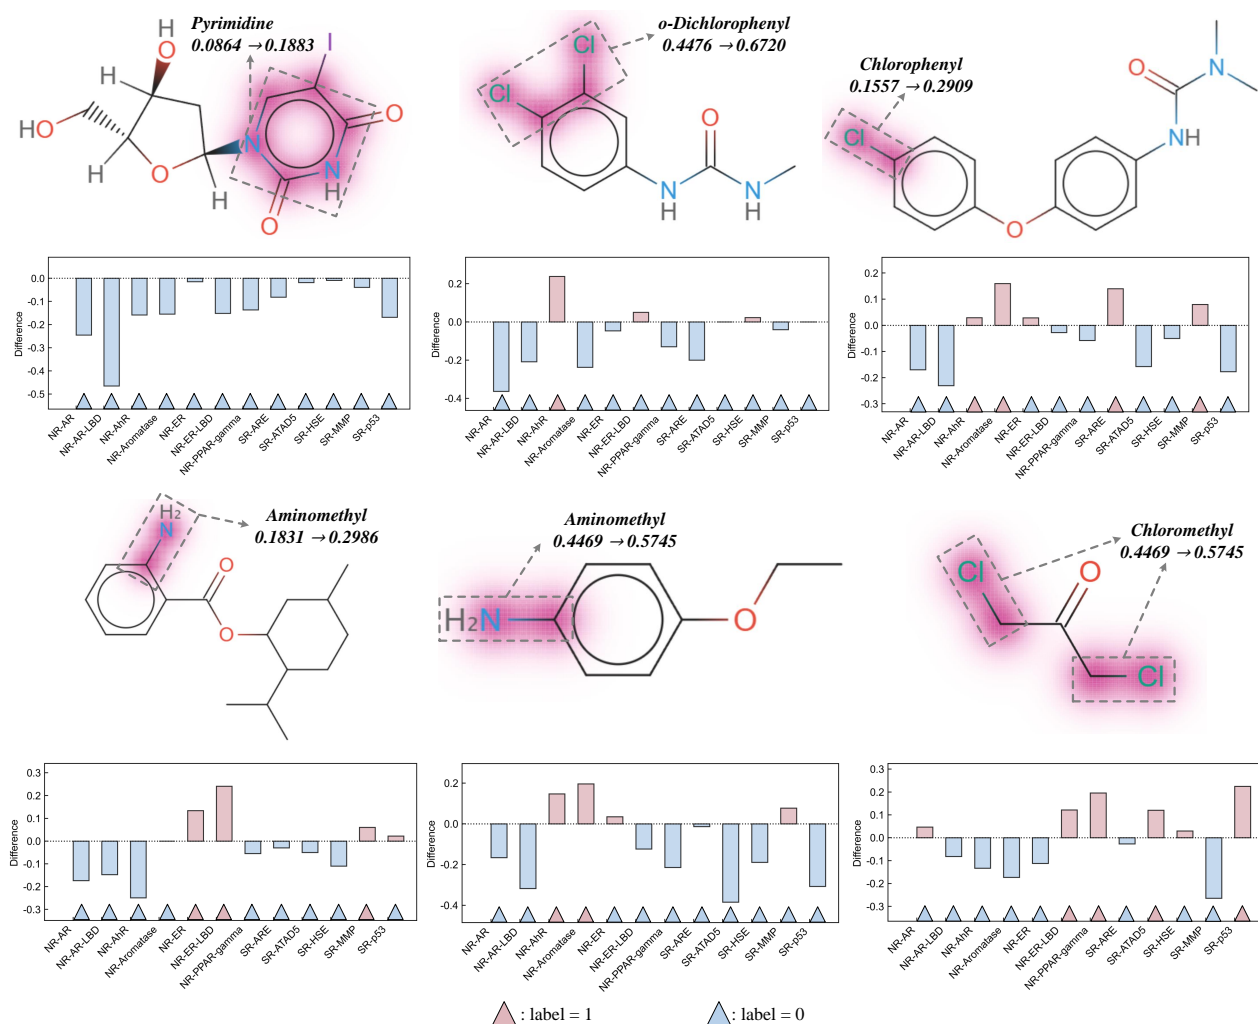 Pyrimidine
0.0864 → 0.1883
H
O
H
I
HO
H
O
H
N
N
H
O
O
o-Dichlorophenyl
0.4476 → 0.6720
Cl
Cl
O
N
H
N
H
Chlorophenyl
0.1557 → 0.2909
Cl
O
O
NH
N
Difference
0.0
-0.1
-0.2
-0.3
-0.4
-0.5
NR-AR
NR-AR-LBD
NR-AhR
NR-Aromatase
NR-ER
NR-ER-LBD
NR-PPAR-gamma
SR-ARE
SR-ATAD5
SR-HSE
SR-MMP
SR-p53
Difference
0.2
0.0
-0.2
-0.4
NR-AR
NR-AR-LBD
NR-AhR
NR-Aromatase
NR-ER
NR-ER-LBD
NR-PPAR-gamma
SR-ARE
SR-ATAD5
SR-HSE
SR-MMP
SR-p53
Difference
0.2
0.1
0.0
-0.1
-0.2
-0.3
NR-AR
NR-AR-LBD
NR-AhR
NR-Aromatase
NR-ER
NR-ER-LBD
NR-PPAR-gamma
SR-ARE
SR-ATAD5
SR-HSE
SR-MMP
SR-p53
Aminomethyl
0.1831 → 0.2986
H2
N
O
O
Aminomethyl
0.4469 → 0.5745
H2N
O
Chloromethyl
0.4469 → 0.5745
Cl
O
Cl
Difference
0.3
0.2
0.1
0.0
-0.1
-0.2
-0.3
NR-AR
NR-AR-LBD
NR-AhR
NR-Aromatase
NR-ER
NR-ER-LBD
NR-PPAR-gamma
SR-ARE
SR-ATAD5
SR-HSE
SR-MMP
SR-p53
Difference
0.2
0.0
-0.2
-0.4
NR-AR
NR-AR-LBD
NR-AhR
NR-Aromatase
NR-ER
NR-ER-LBD
NR-PPAR-gamma
SR-ARE
SR-ATAD5
SR-HSE
SR-MMP
SR-p53
Difference
0.3
0.2
0.1
0.0
-0.1
-0.2
-0.3
NR-AR
NR-AR-LBD
NR-AhR
NR-Aromatase
NR-ER
NR-ER-LBD
NR-PPAR-gamma
SR-ARE
SR-ATAD5
SR-HSE
SR-MMP
SR-p53
: label = 1
: label = 0